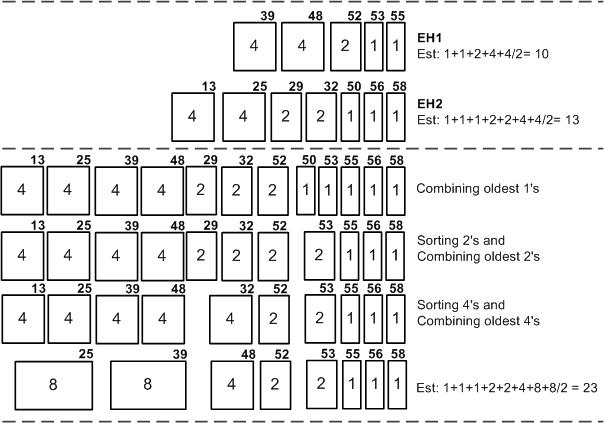 39 48 52 53 55
4 4 2 1 1
EH1
Est: 1+1+2+4+4/2= 10
13 25 29 32 50 56 58
4 4 2 2 1 1 1
EH2
Est: 1+1+1+2+2+4+4/2= 13
13 25 39 48 29 32 52 50 53 55 56 58
4 4 4 4 2 2 2 1 1 1 1 1
Combining oldest 1's
13 25 39 48 29 32 52 53 55 56 58
4 4 4 4 2 2 2 2 1 1 1
Sorting 2's and
Combining oldest 2's
13 25 39 48 32 52 53 55 56 58
4 4 4 4 4 2 2 1 1 1
Sorting 4's and
Combining oldest 4's
25 39 48 52 53 55 56 58
8 8 4 2 2 1 1 1
Est: 1+1+1+2+2+4+8+8/2 = 23